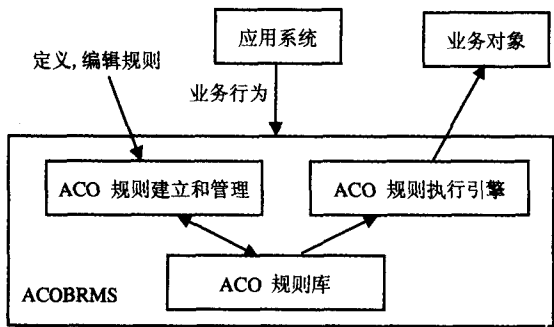 应用系统
业务对象
定义,编辑规则
业务行为
ACO 规则建立和管理
ACO 规则执行引擎
ACO 规则库
ACOBRMS